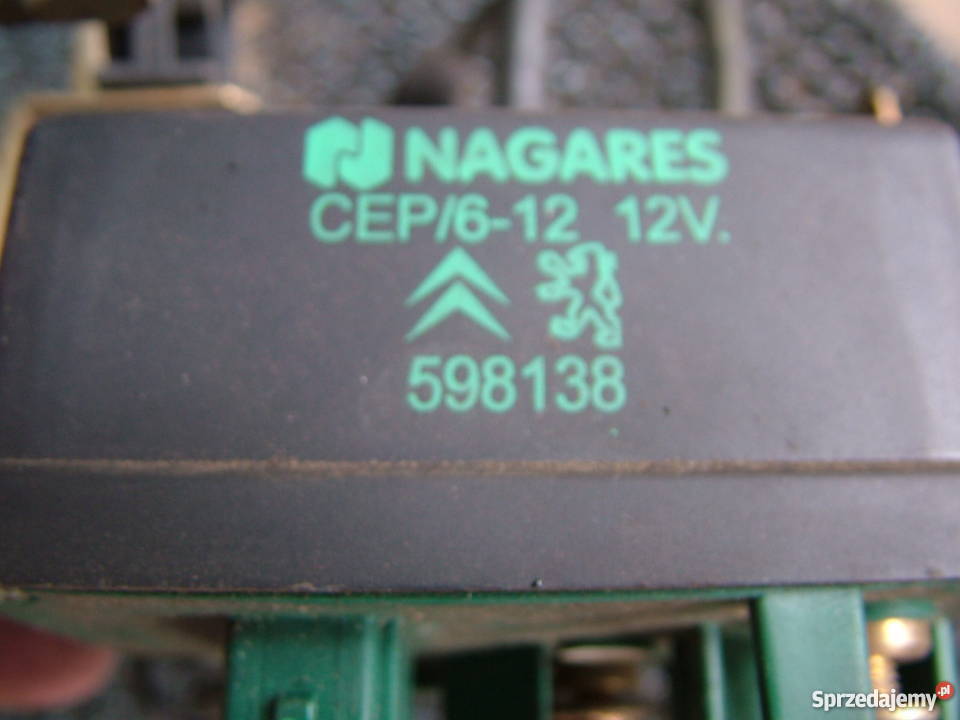 NAGARES
CEP/6-12 12V.
598138
Sprzedajemy.pl